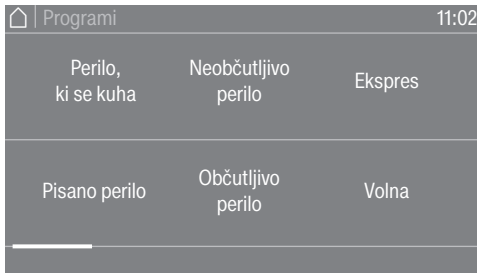 Programi
11:02
Perilo,
ki se kuha
Neobčutljivo
perilo
Ekspres
Pisano perilo
Občutljivo
perilo
Volna